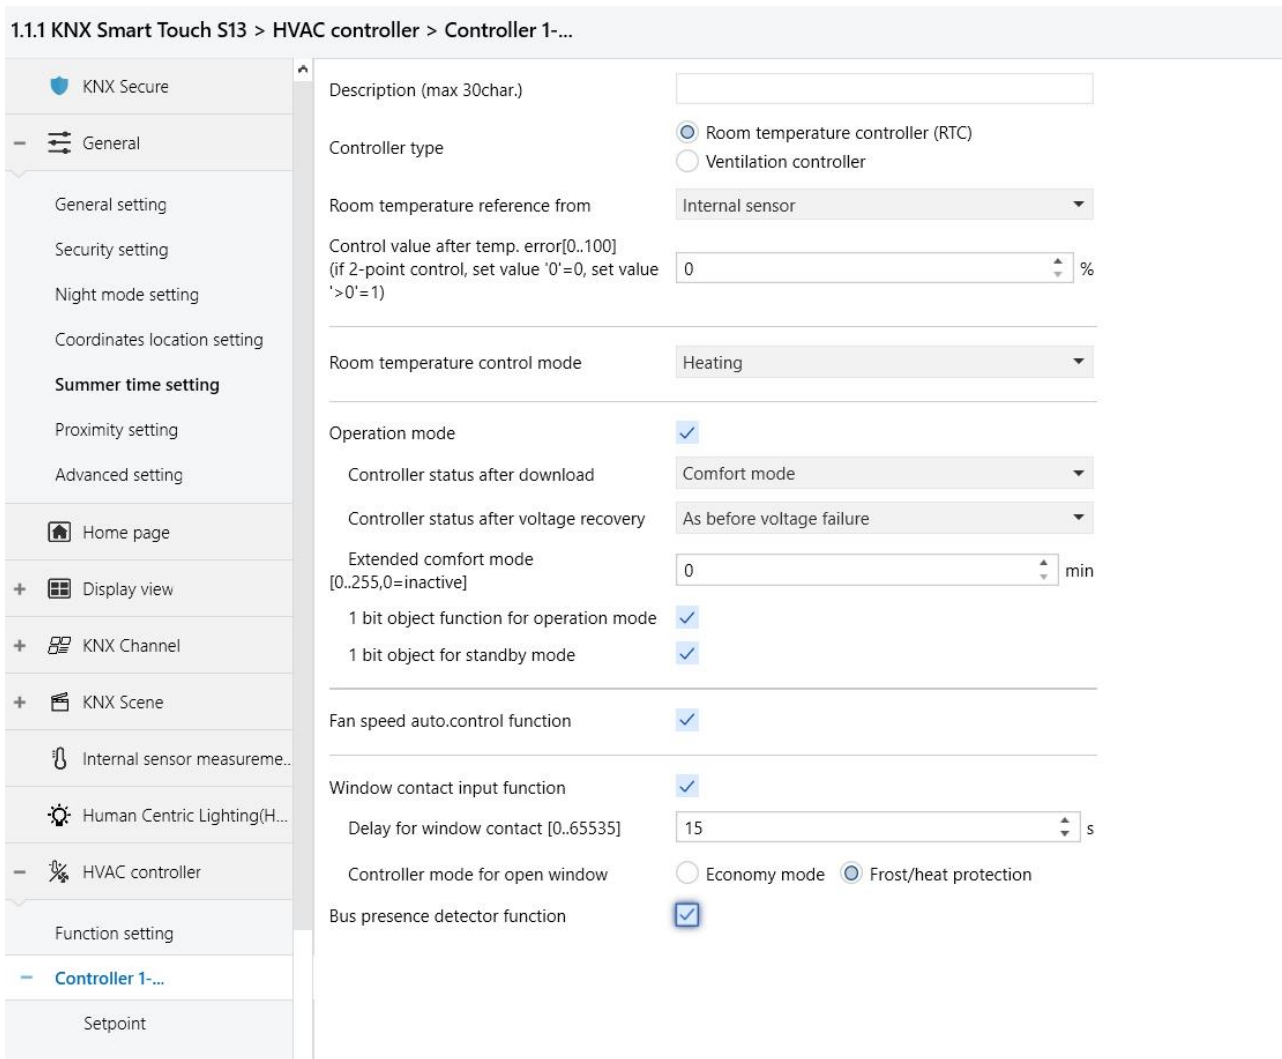 1.1.1 KNX Smart Touch S13 > HVAC controller > Controller 1-...
KNX Secure
General
General setting
Security setting
Night mode setting
Coordinates location setting
Summer time setting
Proximity setting
Advanced setting
Home page
Display view
KNX Channel
KNX Scene
Internal sensor measureme..
Human Centric Lighting(H...
HVAC controller
Function setting
Controller 1-...
Setpoint
Description (max 30char.)
Controller type
Room temperature controller (RTC)
Ventilation controller
Room temperature reference from
Internal sensor
Control value after temp. error[0..100]
(if 2-point control, set value '0'=0, set value
'>0'=1)
0
%
Room temperature control mode
Heating
Operation mode
Controller status after download
Comfort mode
Controller status after voltage recovery
As before voltage failure
Extended comfort mode
[0..255,0=inactive]
0
min
1 bit object function for operation mode
1 bit object for standby mode
Fan speed auto.control function
Window contact input function
Delay for window contact [0..65535]
15
s
Controller mode for open window
Economy mode
Frost/heat protection
Bus presence detector function